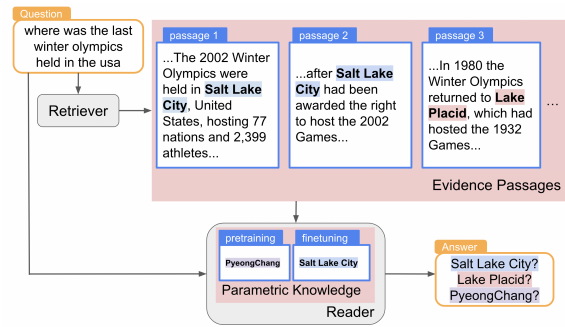 Question
where was the last
winter olympics
held in the usa
Retriever
passage 1
...The 2002 Winter
Olympics were
held in Salt Lake
City, United
States, hosting 77
nations and 2,399
athletes...
passage 2
...after Salt Lake
City had been
awarded the right
to host the 2002
Games...
passage 3
...In 1980 the
Winter Olympics
returned to Lake
Placid, which had
hosted the 1932
Games...
...
Evidence Passages
pretraining
PyeongChang
finetuning
Salt Lake City
Parametric Knowledge
Reader
Answer
Salt Lake City?
Lake Placid?
PyeongChang?